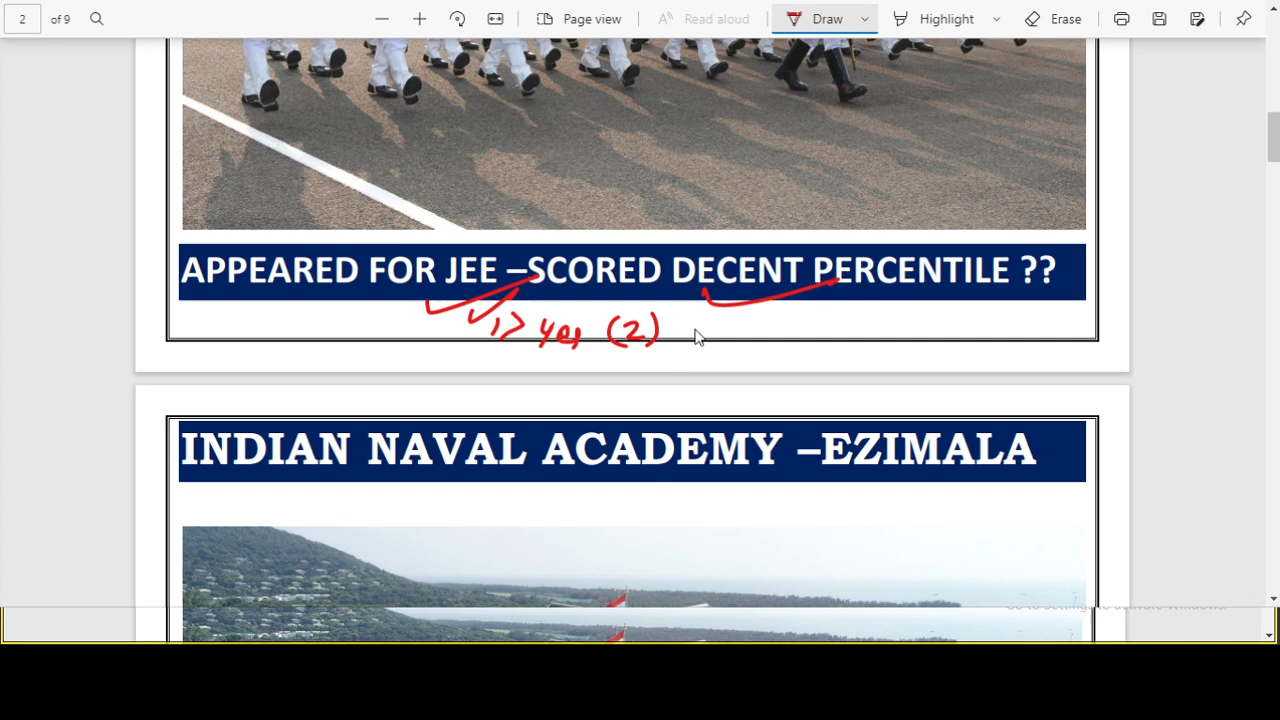 2 of 9 Page view Read aloud Draw Highlight Erase
APPEARED FOR JEE –SCORED DECENT PERCENTILE ??
1> yes (2)
INDIAN NAVAL ACADEMY –EZIMALA